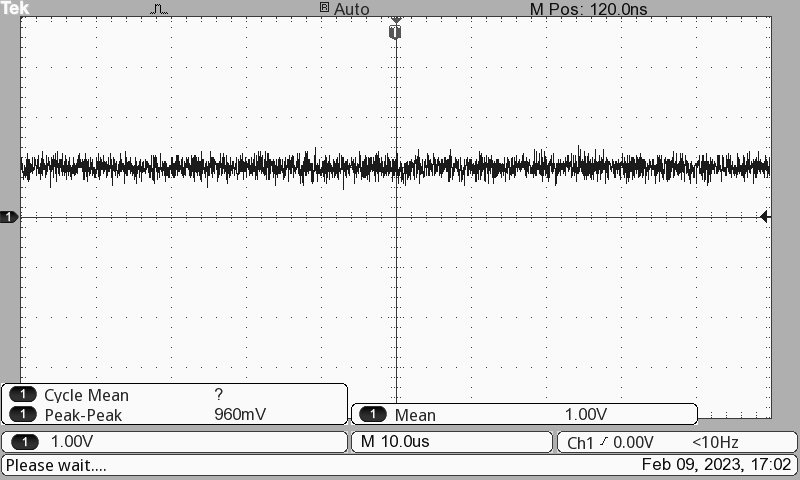 Tek R Auto M Pos: 120.0ns
T
1
1 Cycle Mean ?
1 Peak-Peak 960mV
1 Mean 1.00V
1 1.00V M 10.0us Ch1 0.00V <10Hz
Please wait.... Feb 09, 2023, 17:02